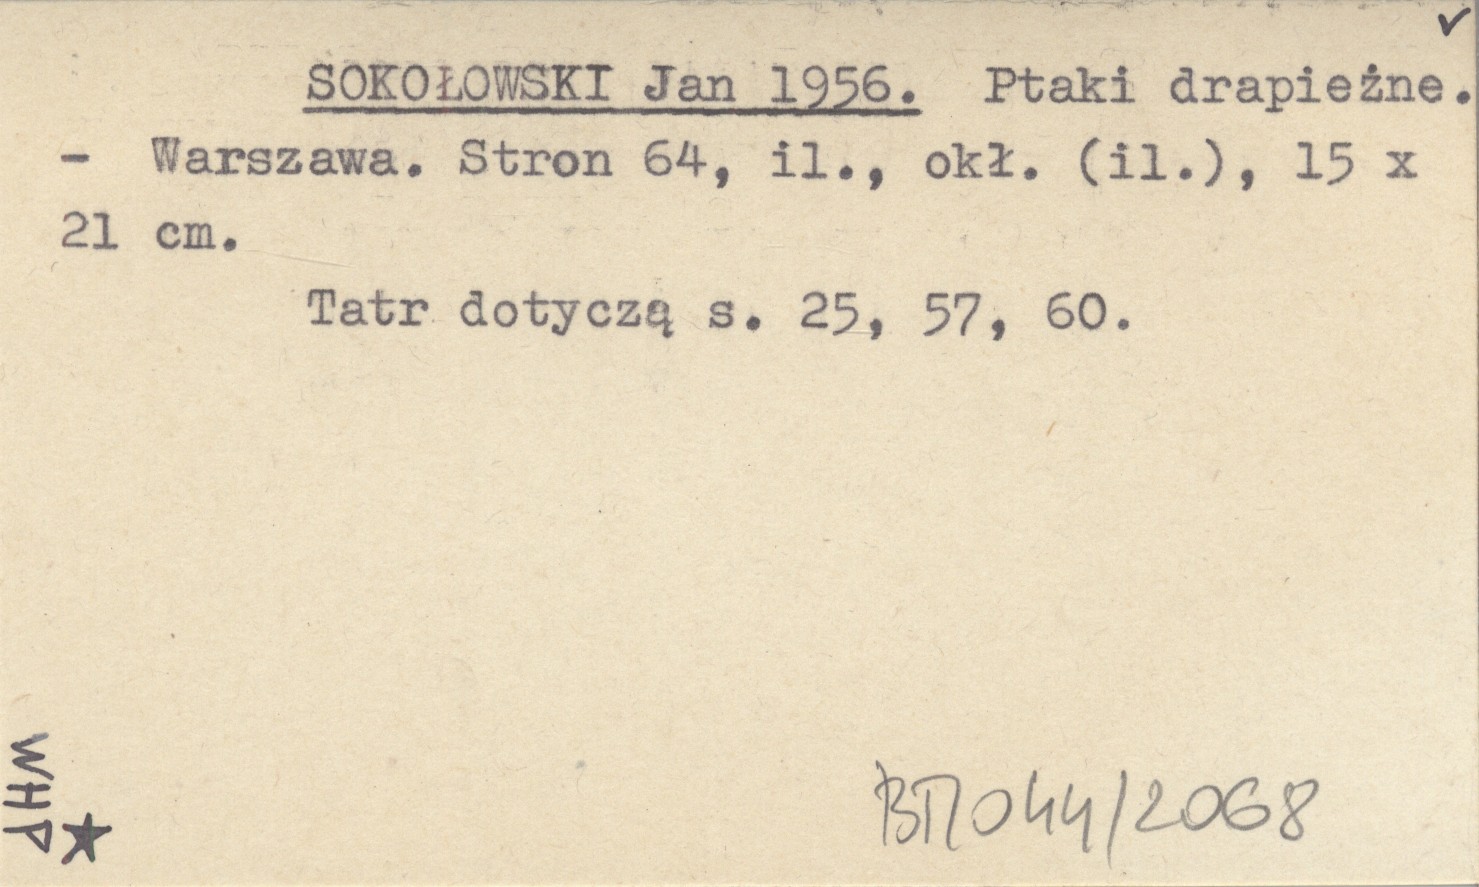 ✓
SOKOŁOWSKI Jan 1956. Ptaki drapieżne.
- Warszawa. Stron 64, il., okł. (il.), 15 x
21 cm.
Tatr dotyczą s. 25, 57, 60.
WHP
★
044/2068